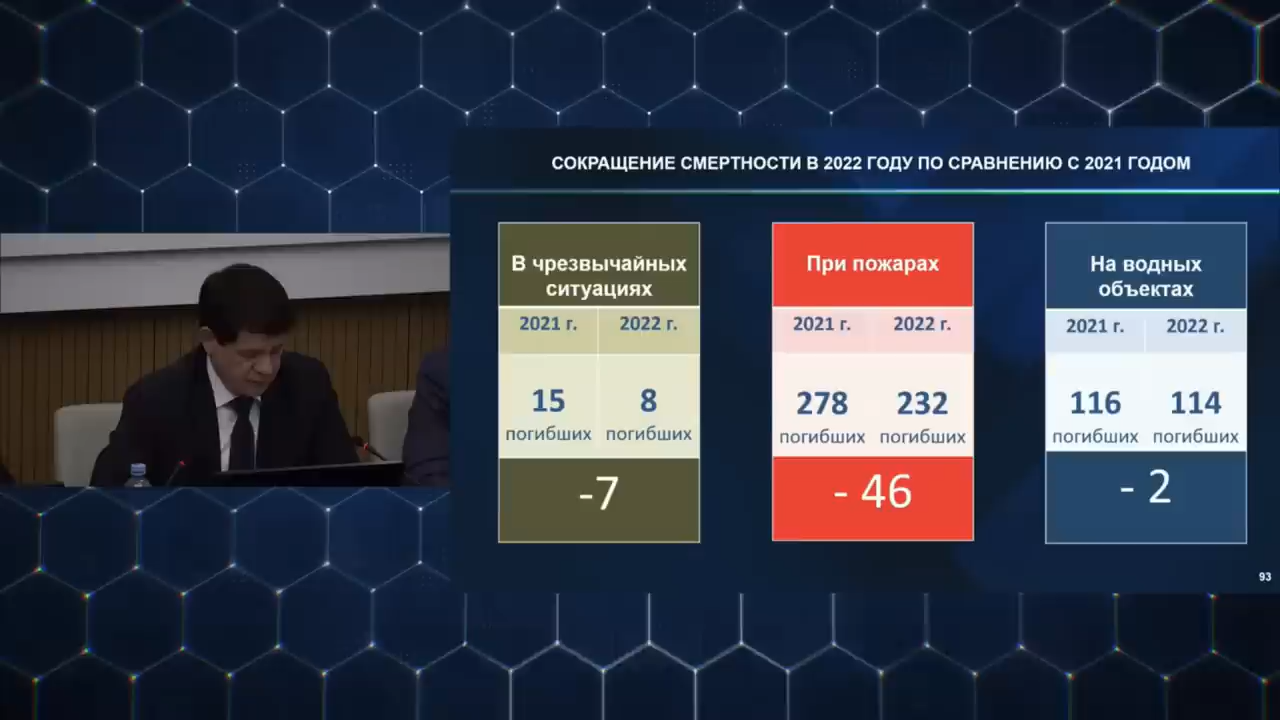 СОКРАЩЕНИЕ СМЕРТНОСТИ В 2022 ГОДУ ПО СРАВНЕНИЮ С 2021 ГОДОМ
В чрезвычайных
ситуациях
2021 г. 2022 г.
15 8
погибших погибших
-7
При пожарах
2021 г. 2022 г.
278 232
погибших погибших
- 46
На водных
объектах
2021 г. 2022 г.
116 114
погибших погибших
- 2
93